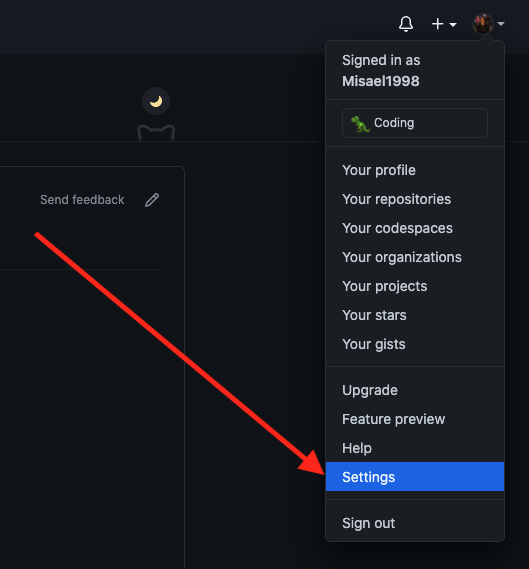 Signed in as
Misael1998
Coding
Send feedback
Your profile
Your repositories
Your codespaces
Your organizations
Your projects
Your stars
Your gists
Upgrade
Feature preview
Help
Settings
Sign out